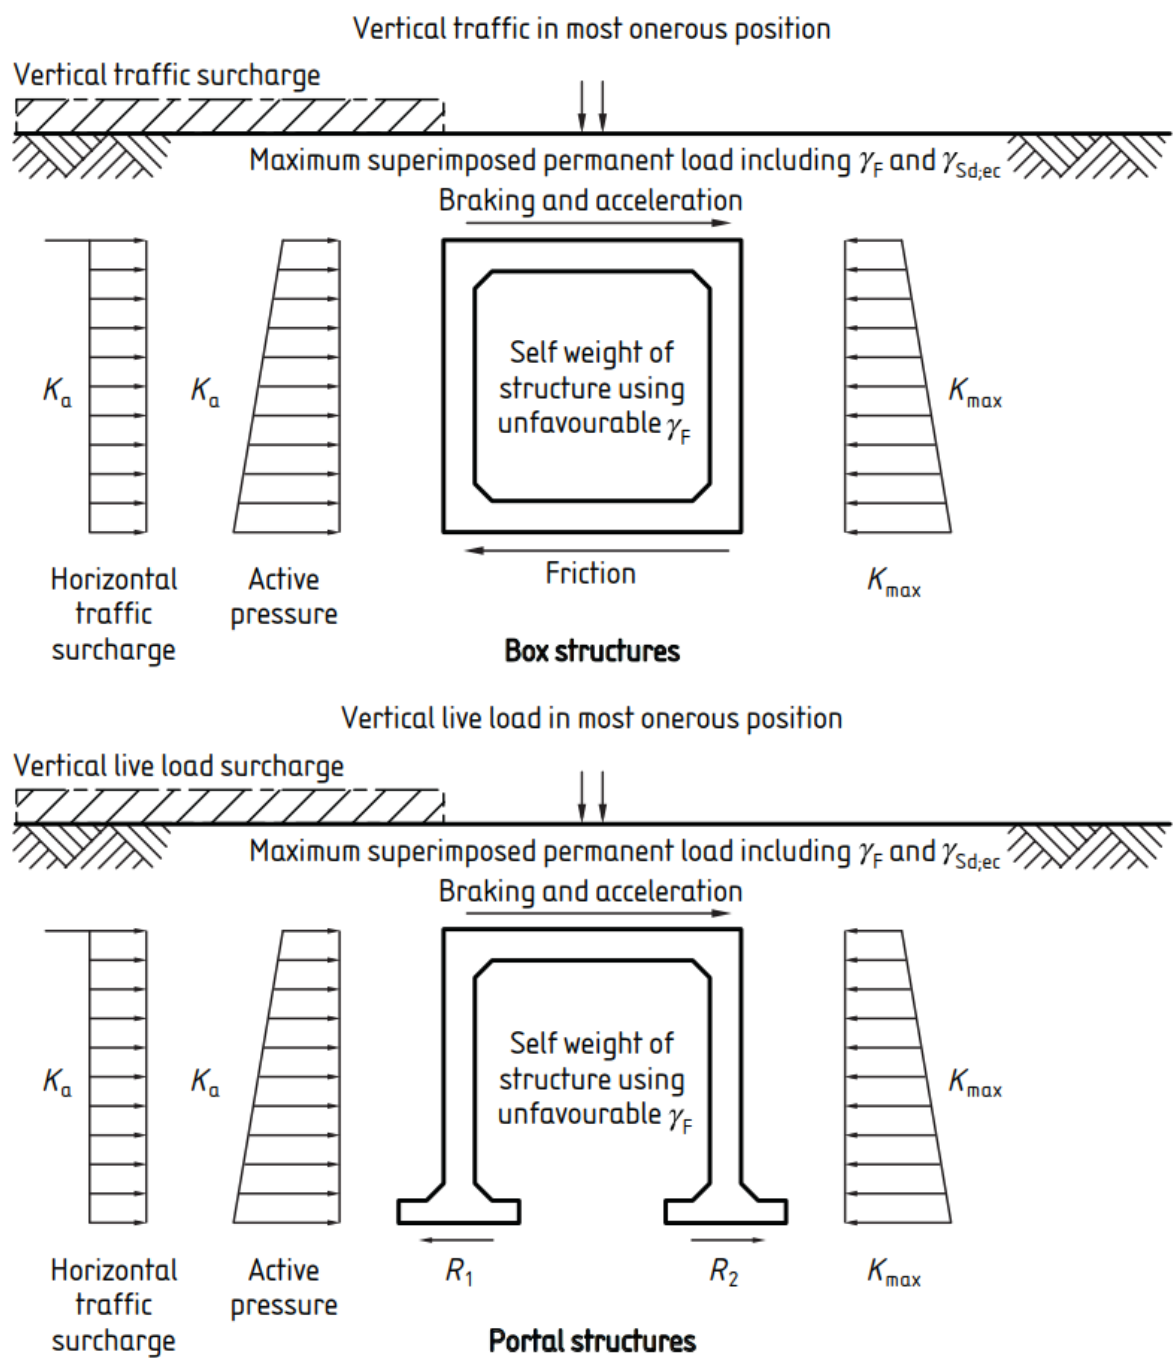 Vertical traffic in most onerous position
Vertical traffic surcharge
Maximum superimposed permanent load including γF and γSd;ec
Braking and acceleration
Self weight of
structure using
unfavourable γF
Ka
Ka
Kmax
Friction
Horizontal
traffic
surcharge
Active
pressure
Kmax
Box structures
Vertical live load in most onerous position
Vertical live load surcharge
Maximum superimposed permanent load including γF and γSd;ec
Braking and acceleration
Self weight of
structure using
unfavourable γF
Ka
Ka
Kmax
Horizontal
traffic
surcharge
Active
pressure
R1
R2
Kmax
Portal structures